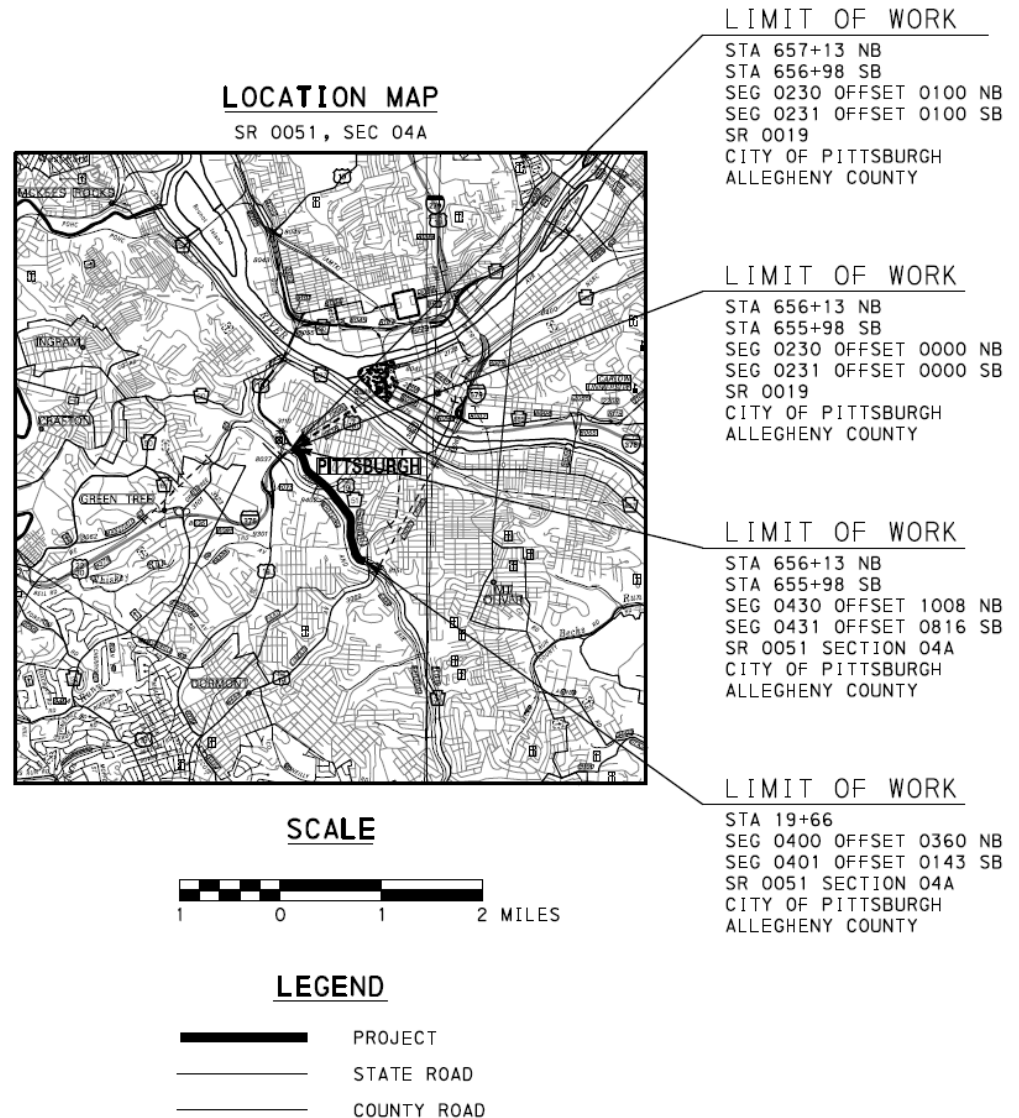 LOCATION MAP
SR 0051, SEC 04A
MCKEES ROCKS
INGRAM
CRAFTON
GREEN TREE
PITTSBURGH
Whiskey
MT OLIVER
Becks
Run
DORMONT
SCALE
1 0 1 2 MILES
LEGEND
PROJECT
STATE ROAD
COUNTY ROAD
LIMIT OF WORK
STA 657+13 NB
STA 656+98 SB
SEG 0230 OFFSET 0100 NB
SEG 0231 OFFSET 0100 SB
SR 0019
CITY OF PITTSBURGH
ALLEGHENY COUNTY
LIMIT OF WORK
STA 656+13 NB
STA 655+98 SB
SEG 0230 OFFSET 0000 NB
SEG 0231 OFFSET 0000 SB
SR 0019
CITY OF PITTSBURGH
ALLEGHENY COUNTY
LIMIT OF WORK
STA 656+13 NB
STA 655+98 SB
SEG 0430 OFFSET 1008 NB
SEG 0431 OFFSET 0816 SB
SR 0051 SECTION 04A
CITY OF PITTSBURGH
ALLEGHENY COUNTY
LIMIT OF WORK
STA 19+66
SEG 0400 OFFSET 0360 NB
SEG 0401 OFFSET 0143 SB
SR 0051 SECTION 04A
CITY OF PITTSBURGH
ALLEGHENY COUNTY